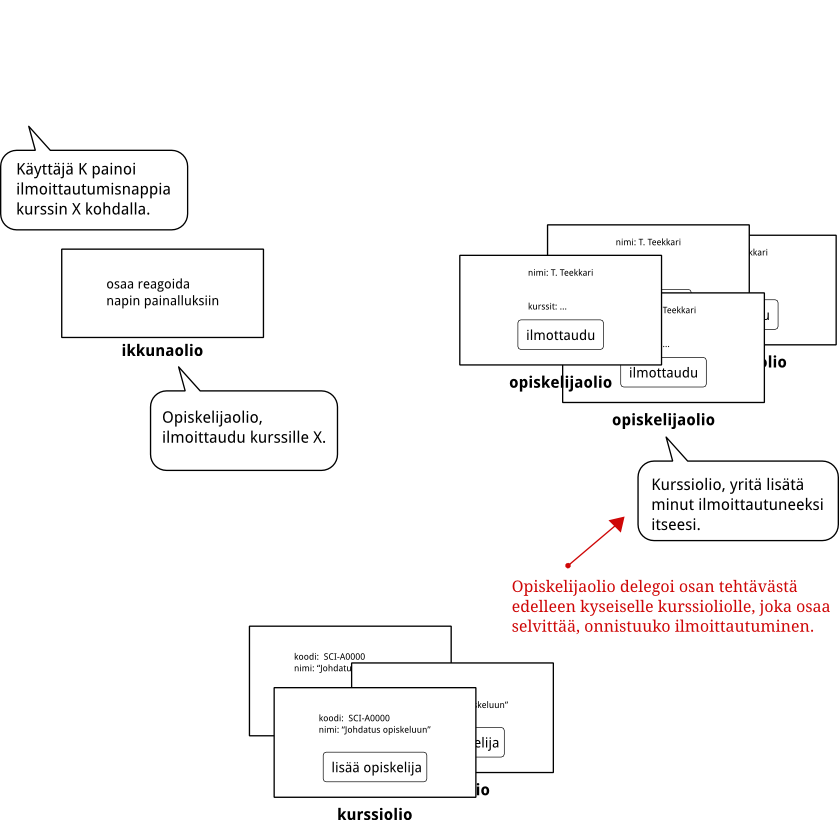 Käyttäjä K painoi
ilmoittautumisnappia
kurssin X kohdalla.
osaa reagoida
napin painalluksiin
ikkunaolio
Opiskelijaolio,
ilmoittaudu kurssille X.
nimi: T. Teekkari
kkari
nimi: T. Teekkari
kurssit: ...
ilmottaudu
u
olio
opiskelijaolio
Teekkari
...
ilmottaudu
opiskelijaolio
Kurssiolio, yritä lisätä
minut ilmoittautuneeksi
itseesi.
Opiskelijaolio delegoi osan tehtävästä
edelleen kyseiselle kurssioliolle, joka osaa
selvittää, onnistuuko ilmoittautuminen.
koodi: SCI-A0000
nimi: “Johdatu
skeluun”
elija
io
koodi: SCI-A0000
nimi: “Johdatus opiskeluun”
lisää opiskelija
kurssiolio